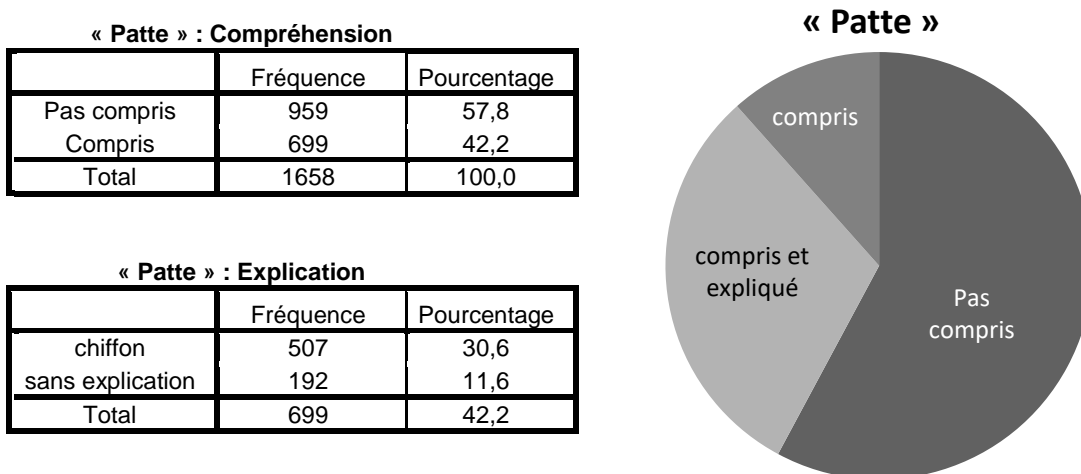 « Patte » : Compréhension
Fréquence Pourcentage
Pas compris 959 57,8
Compris 699 42,2
Total 1658 100,0
« Patte » : Explication
Fréquence Pourcentage
chiffon 507 30,6
sans explication 192 11,6
Total 699 42,2
« Patte »
compris
compris et
expliqué
Pas
compris